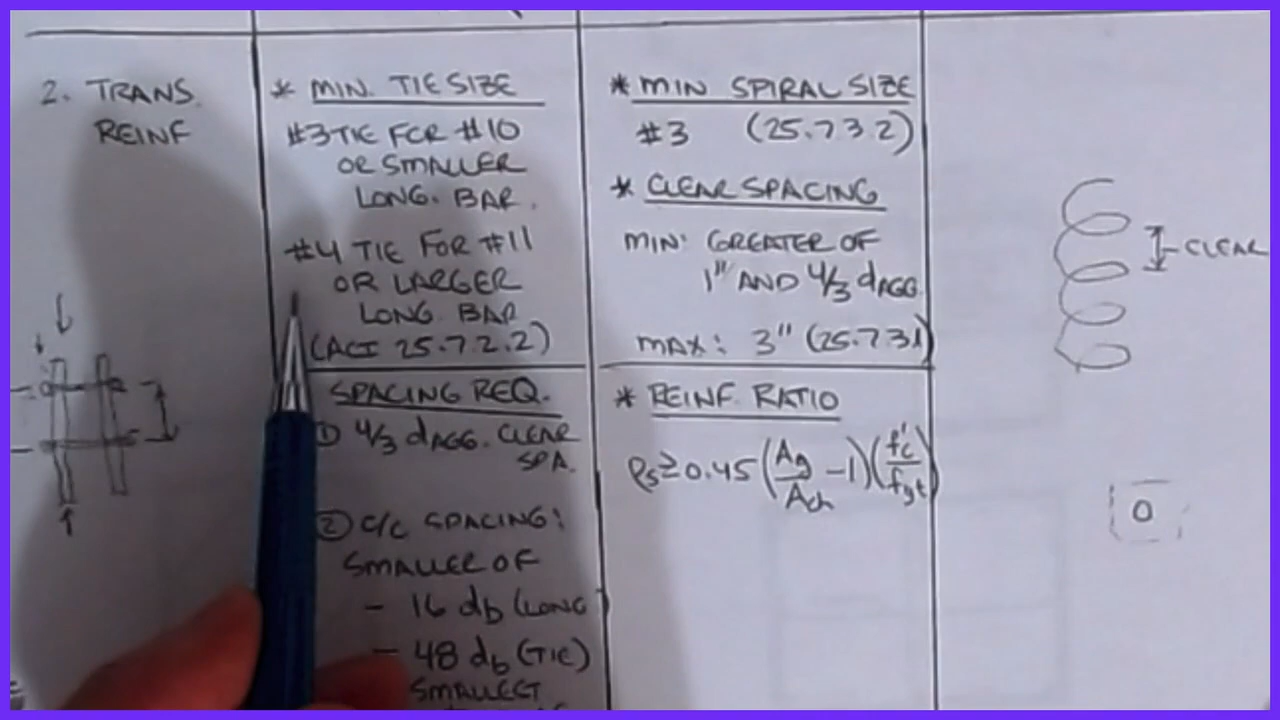 2. TRANS.
REINF
* MIN. TIE SIZE
#3 TIE FOR #10
OR SMALLER
LONG. BAR.
#4 TIE FOR #11
OR LARGER
LONG. BAR
(ACI 25.7.2.2)
SPACING REQ.
① 4/3 dAGG. CLEAR
SPA.
② C/C SPACING:
SMALLER OF
- 16 db (LONG
- 48 db (TIE)
SMALLEST
* MIN SPIRAL SIZE
#3 (25.7.3.2)
* CLEAR SPACING
MIN: GREATER OF
1" AND 4/3 dAGG.
MAX: 3" (25.7.3.1)
* REINF. RATIO
ρs ≥ 0.45 (Ag/Ach - 1)(f'c/fyt)
CLEAR